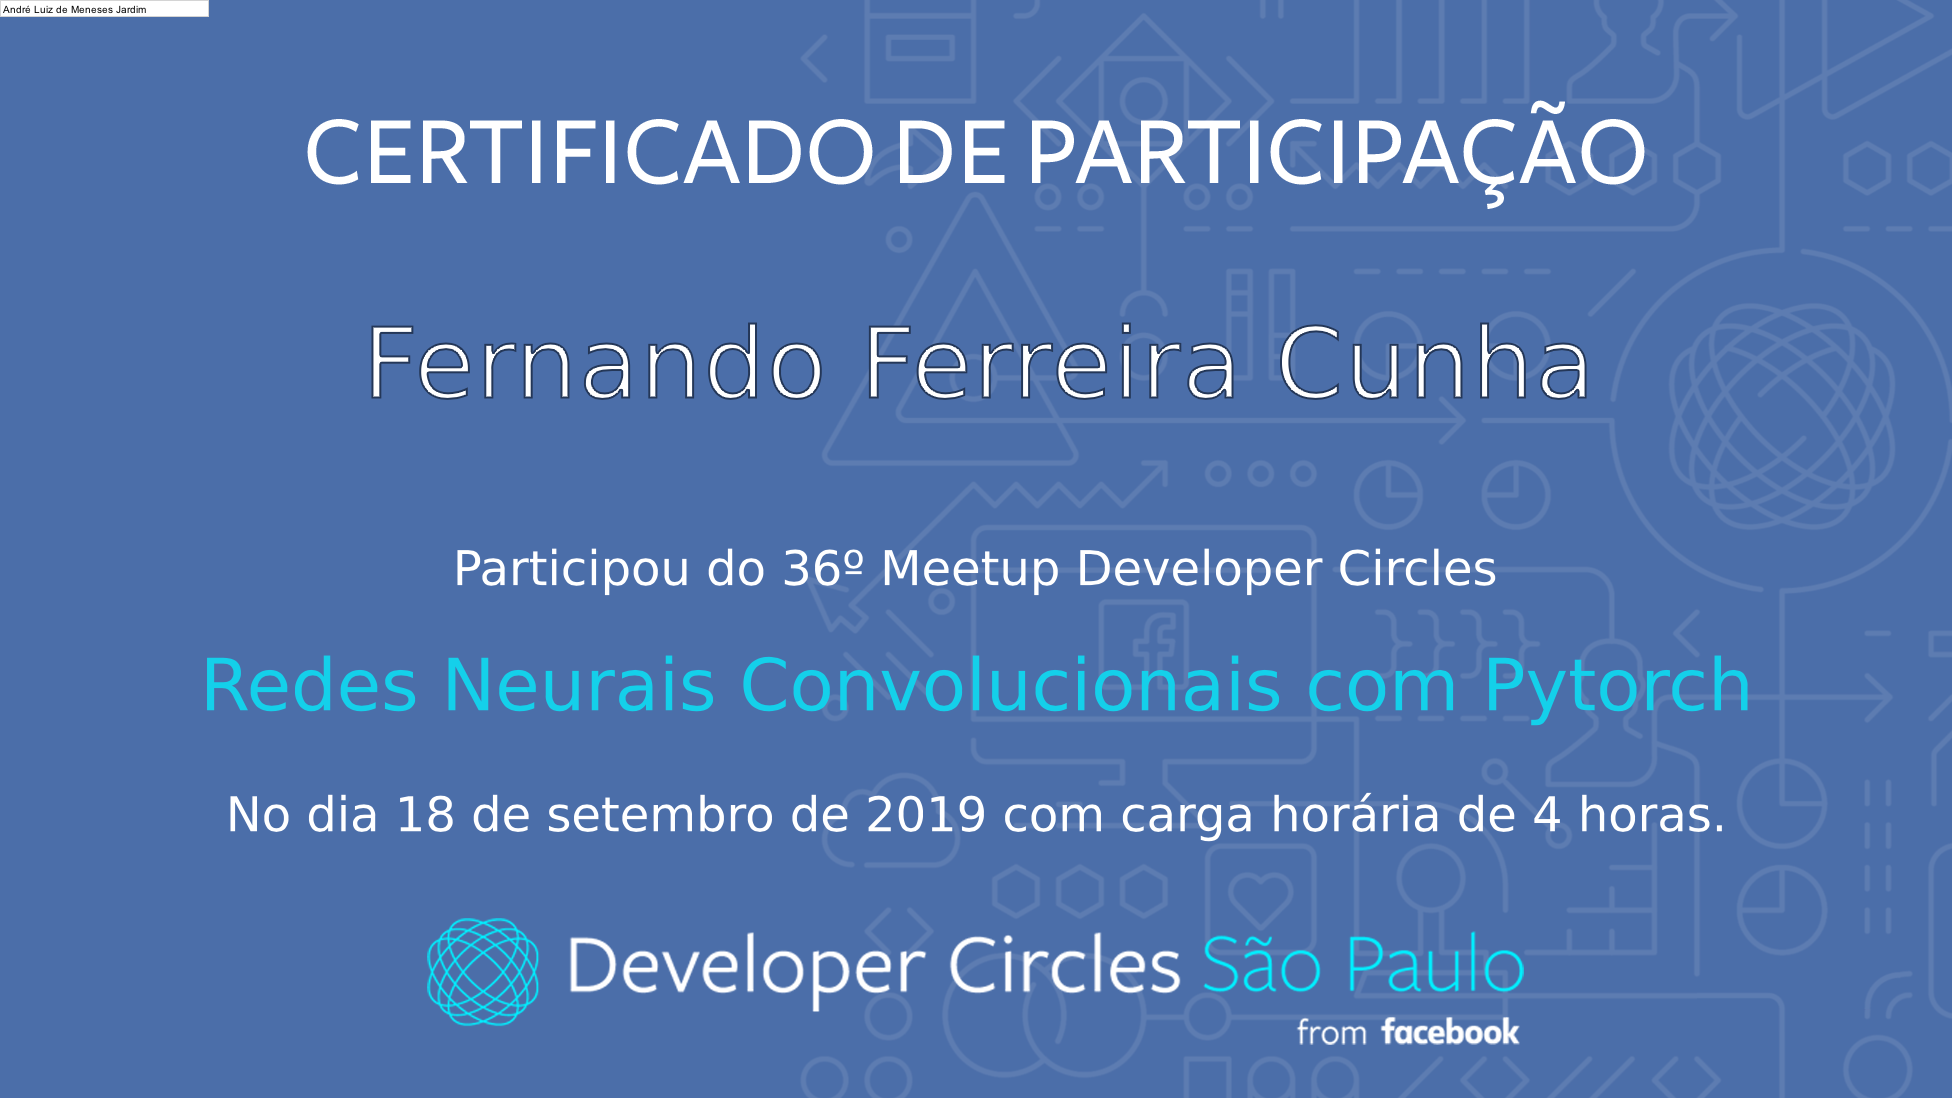 André Luiz de Meneses Jardim
CERTIFICADO DE PARTICIPAÇÃO
Fernando Ferreira Cunha
Participou do 36º Meetup Developer Circles
Redes Neurais Convolucionais com Pytorch
No dia 18 de setembro de 2019 com carga horária de 4 horas.
Developer Circles São Paulo
from facebook